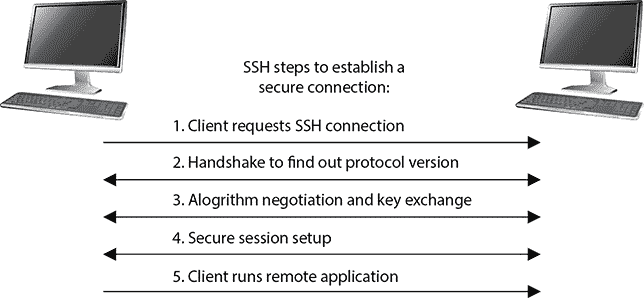 SSH steps to establish a
secure connection:
1. Client requests SSH connection
2. Handshake to find out protocol version
3. Alogrithm negotiation and key exchange
4. Secure session setup
5. Client runs remote application